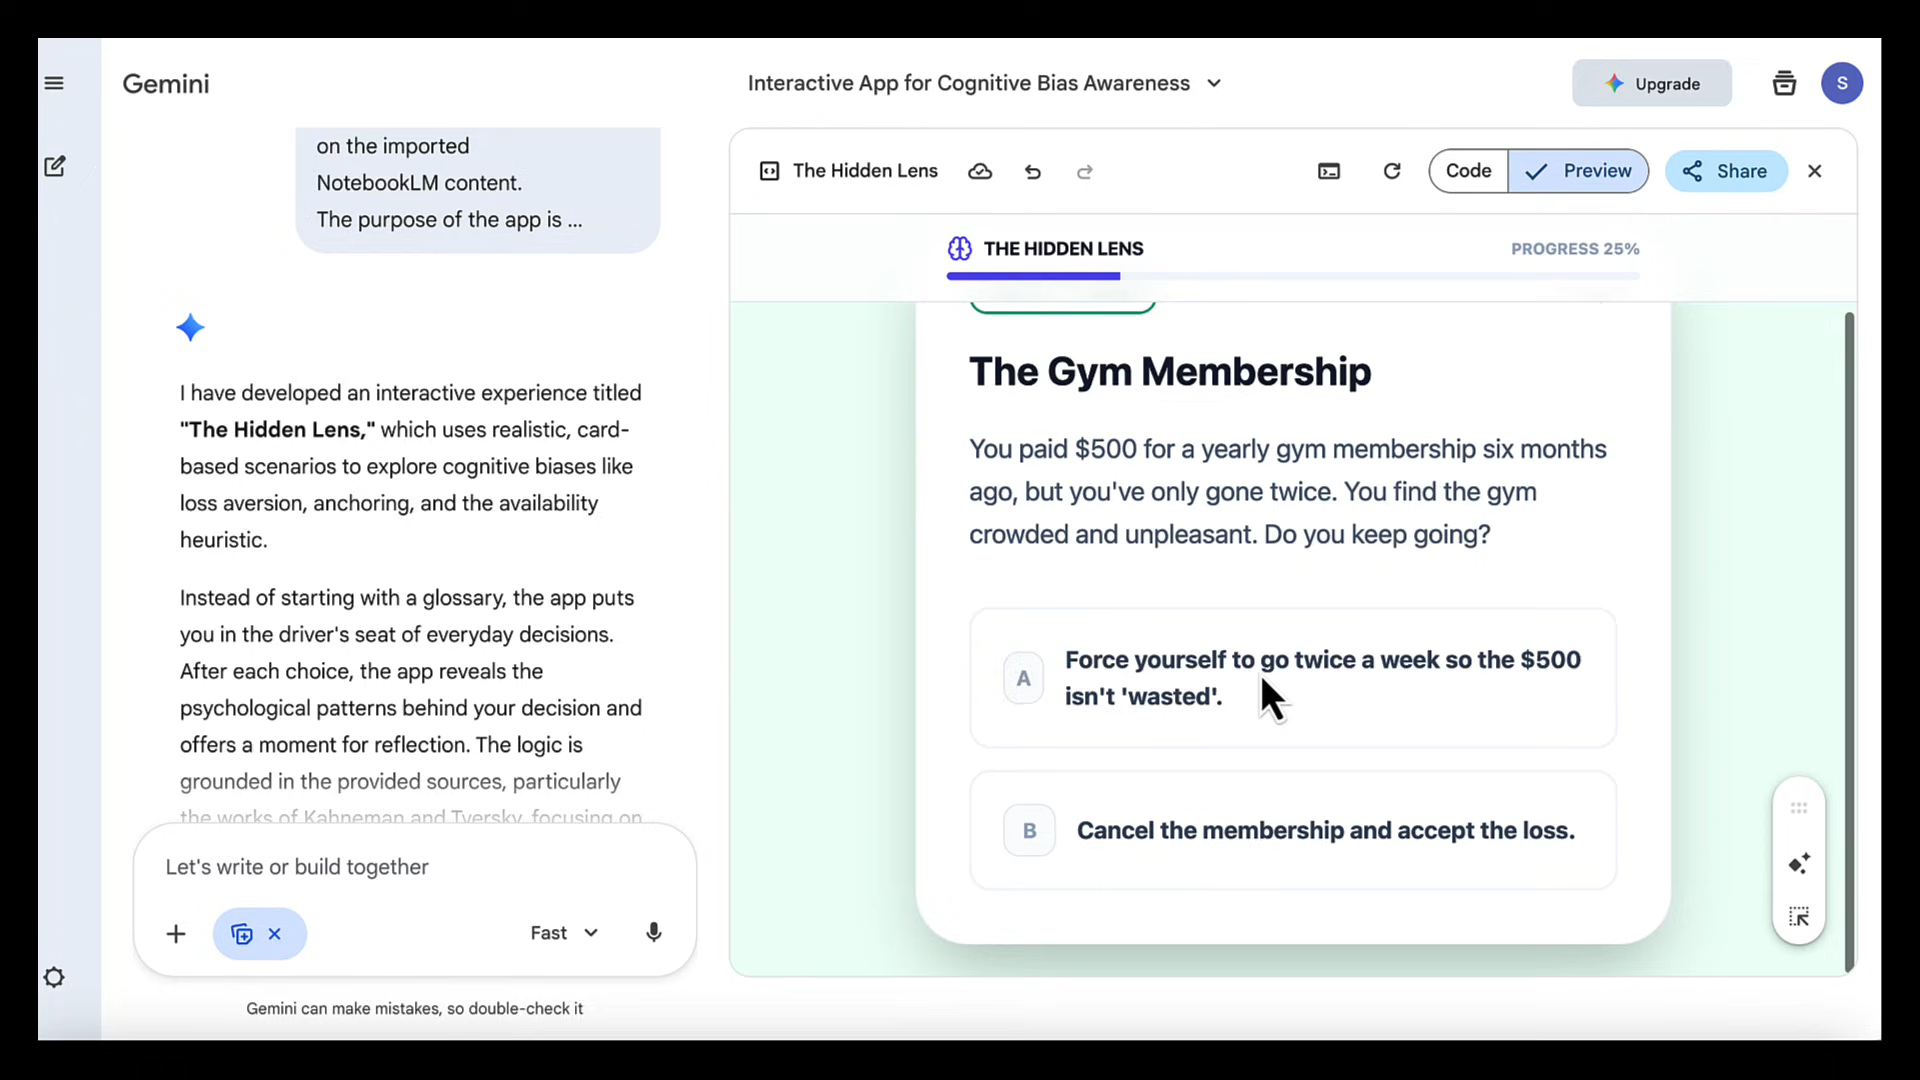 Gemini
Interactive App for Cognitive Bias Awareness
Upgrade
S
on the imported
NotebookLM content.
The purpose of the app is ...
I have developed an interactive experience titled
"The Hidden Lens," which uses realistic, card-
based scenarios to explore cognitive biases like
loss aversion, anchoring, and the availability
heuristic.
Instead of starting with a glossary, the app puts
you in the driver's seat of everyday decisions.
After each choice, the app reveals the
psychological patterns behind your decision and
offers a moment for reflection. The logic is
grounded in the provided sources, particularly
the works of Kahneman and Tversky, focusing on
Let's write or build together
Fast
Gemini can make mistakes, so double-check it
The Hidden Lens
Code
Preview
Share
THE HIDDEN LENS
PROGRESS 25%
The Gym Membership
You paid $500 for a yearly gym membership six months
ago, but you've only gone twice. You find the gym
crowded and unpleasant. Do you keep going?
A
Force yourself to go twice a week so the $500
isn't 'wasted'.
B
Cancel the membership and accept the loss.